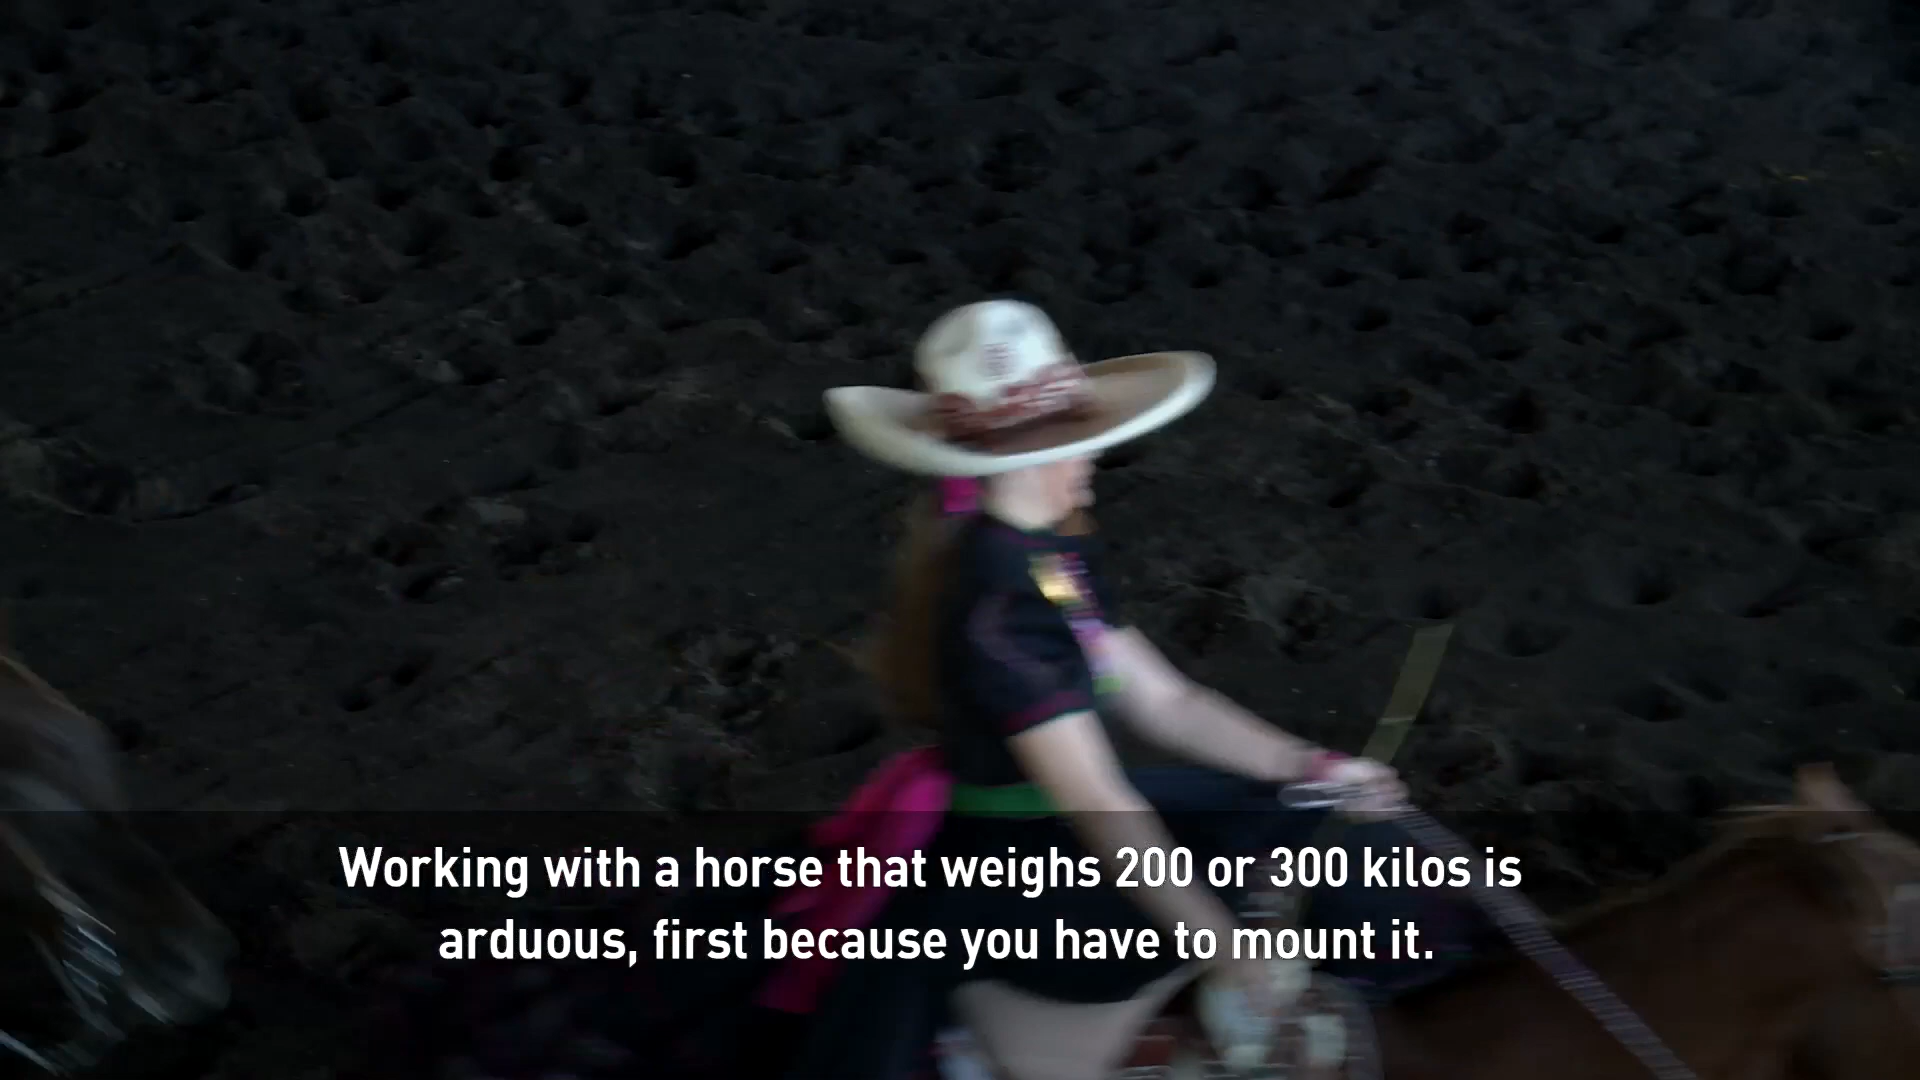 Working with a horse that weighs 200 or 300 kilos is
arduous, first because you have to mount it.